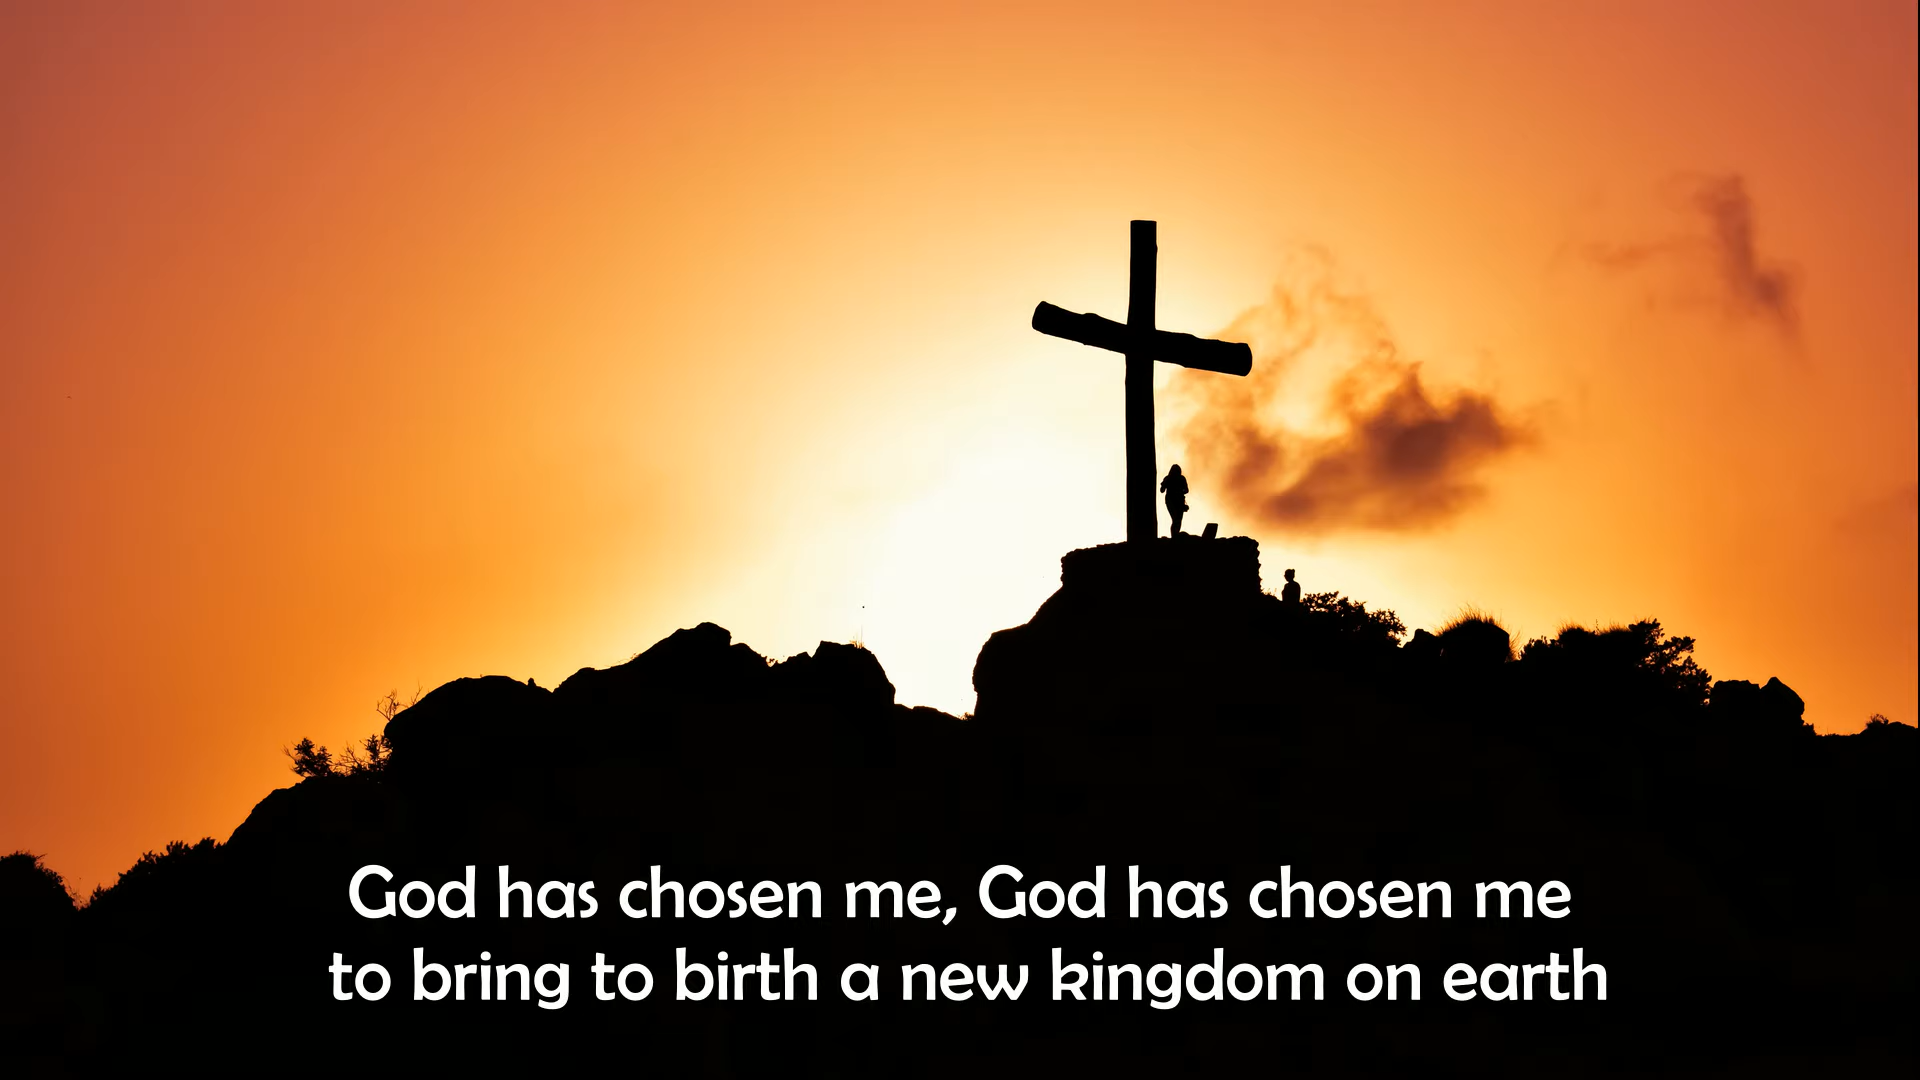 God has chosen me, God has chosen me
to bring to birth a new kingdom on earth